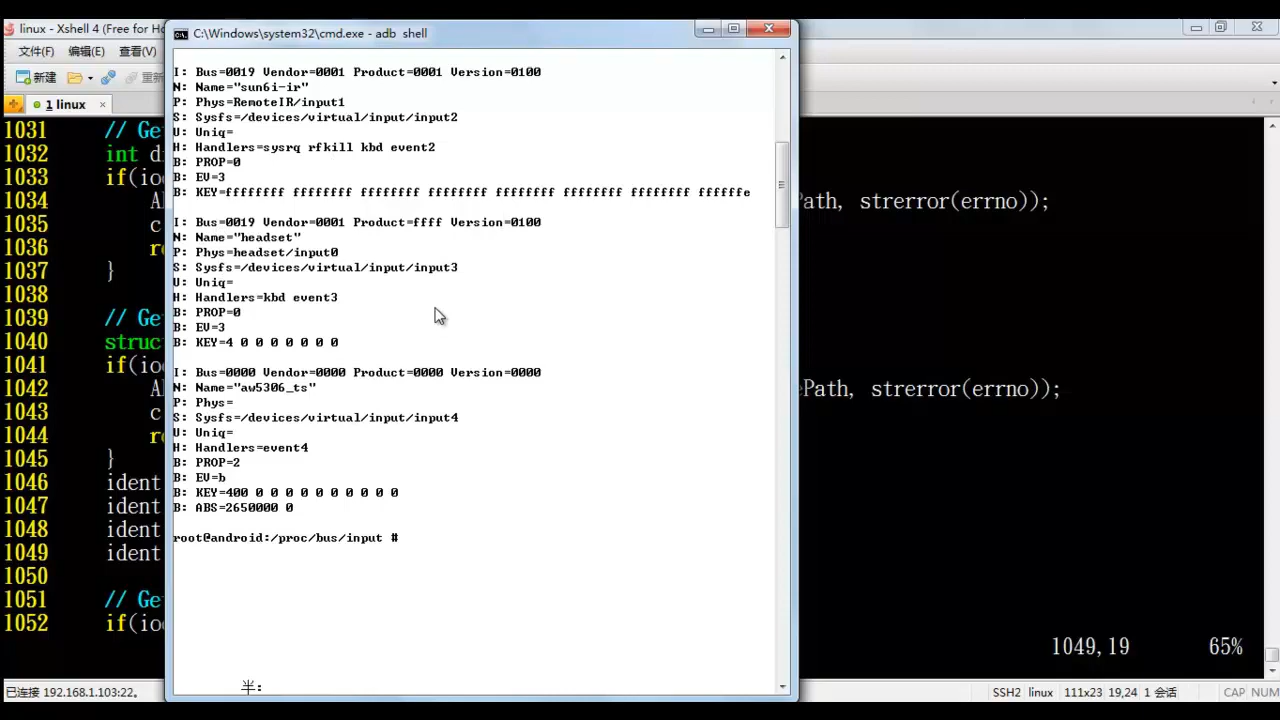 linux - Xshell 4 (Free for Ho
C:\Windows\system32\cmd.exe - adb shell
文件(F) 编辑(E) 查看(V)
新建 重新
1 linux ×
I: Bus=0019 Vendor=0001 Product=0001 Version=0100
N: Name="sun6i-ir"
P: Phys=RemoteIR/input1
S: Sysfs=/devices/virtual/input/input2
U: Uniq=
H: Handlers=sysrq rfkill kbd event2
B: PROP=0
B: EV=3
B: KEY=ffffffff ffffffff ffffffff ffffffff ffffffff ffffffff ffffffff fffffffe
I: Bus=0019 Vendor=0001 Product=ffff Version=0100
N: Name="headset"
P: Phys=headset/input0
S: Sysfs=/devices/virtual/input/input3
U: Uniq=
H: Handlers=kbd event3
B: PROP=0
B: EV=3
B: KEY=4 0 0 0 0 0 0 0
I: Bus=0000 Vendor=0000 Product=0000 Version=0000
N: Name="aw5306_ts"
P: Phys=
S: Sysfs=/devices/virtual/input/input4
U: Uniq=
H: Handlers=event4
B: PROP=2
B: EV=b
B: KEY=400 0 0 0 0 0 0 0 0 0 0
B: ABS=2650000 0
root@android:/proc/bus/input #
半:
1031 // Ge
1032 int d
1033 if(ioc
1034 A Path, strerror(errno));
1035 c
1036 re
1037 }
1038
1039 // Ge
1040 struc
1041 if(ioc
1042 A ePath, strerror(errno));
1043 c
1044 re
1045 }
1046 ident
1047 ident
1048 ident
1049 ident
1050
1051 // Ge
1052 if(ioc
1049,19 65%
已连接 192.168.1.103:22。 SSH2 linux 111x23 19,24 1 会话 CAP NUM